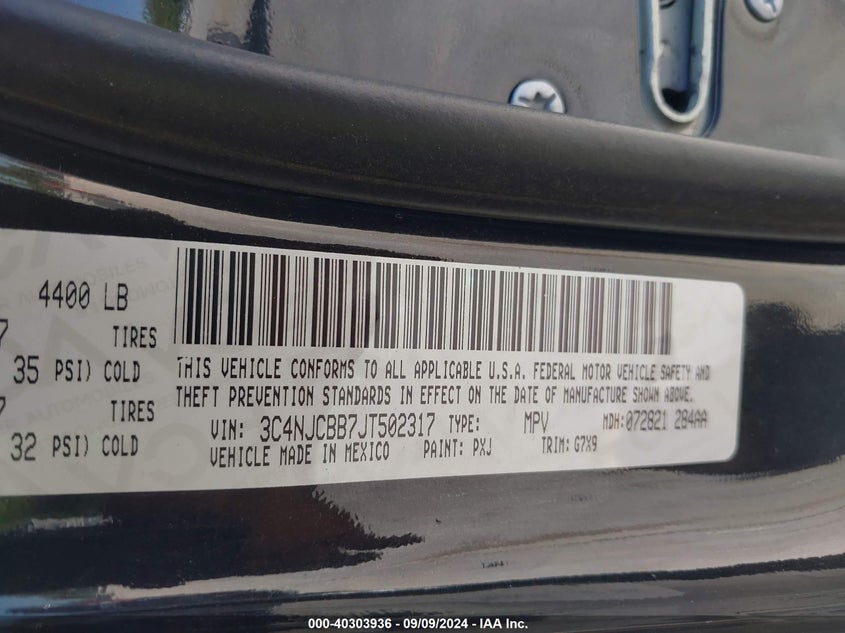 4400 LB
7 TIRES
35 PSI) COLD
7 TIRES
32 PSI) COLD
THIS VEHICLE CONFORMS TO ALL APPLICABLE U.S.A. FEDERAL MOTOR VEHICLE SAFETY AND
THEFT PREVENTION STANDARDS IN EFFECT ON THE DATE OF MANUFACTURE SHOWN ABOVE.
VIN: 3C4NJCBB7JT502317 TYPE: MPV MDH: 072821 284AA
VEHICLE MADE IN MEXICO PAINT: PXJ TRIM: G7X9
000-40303936 - 09/09/2024 - IAA Inc.